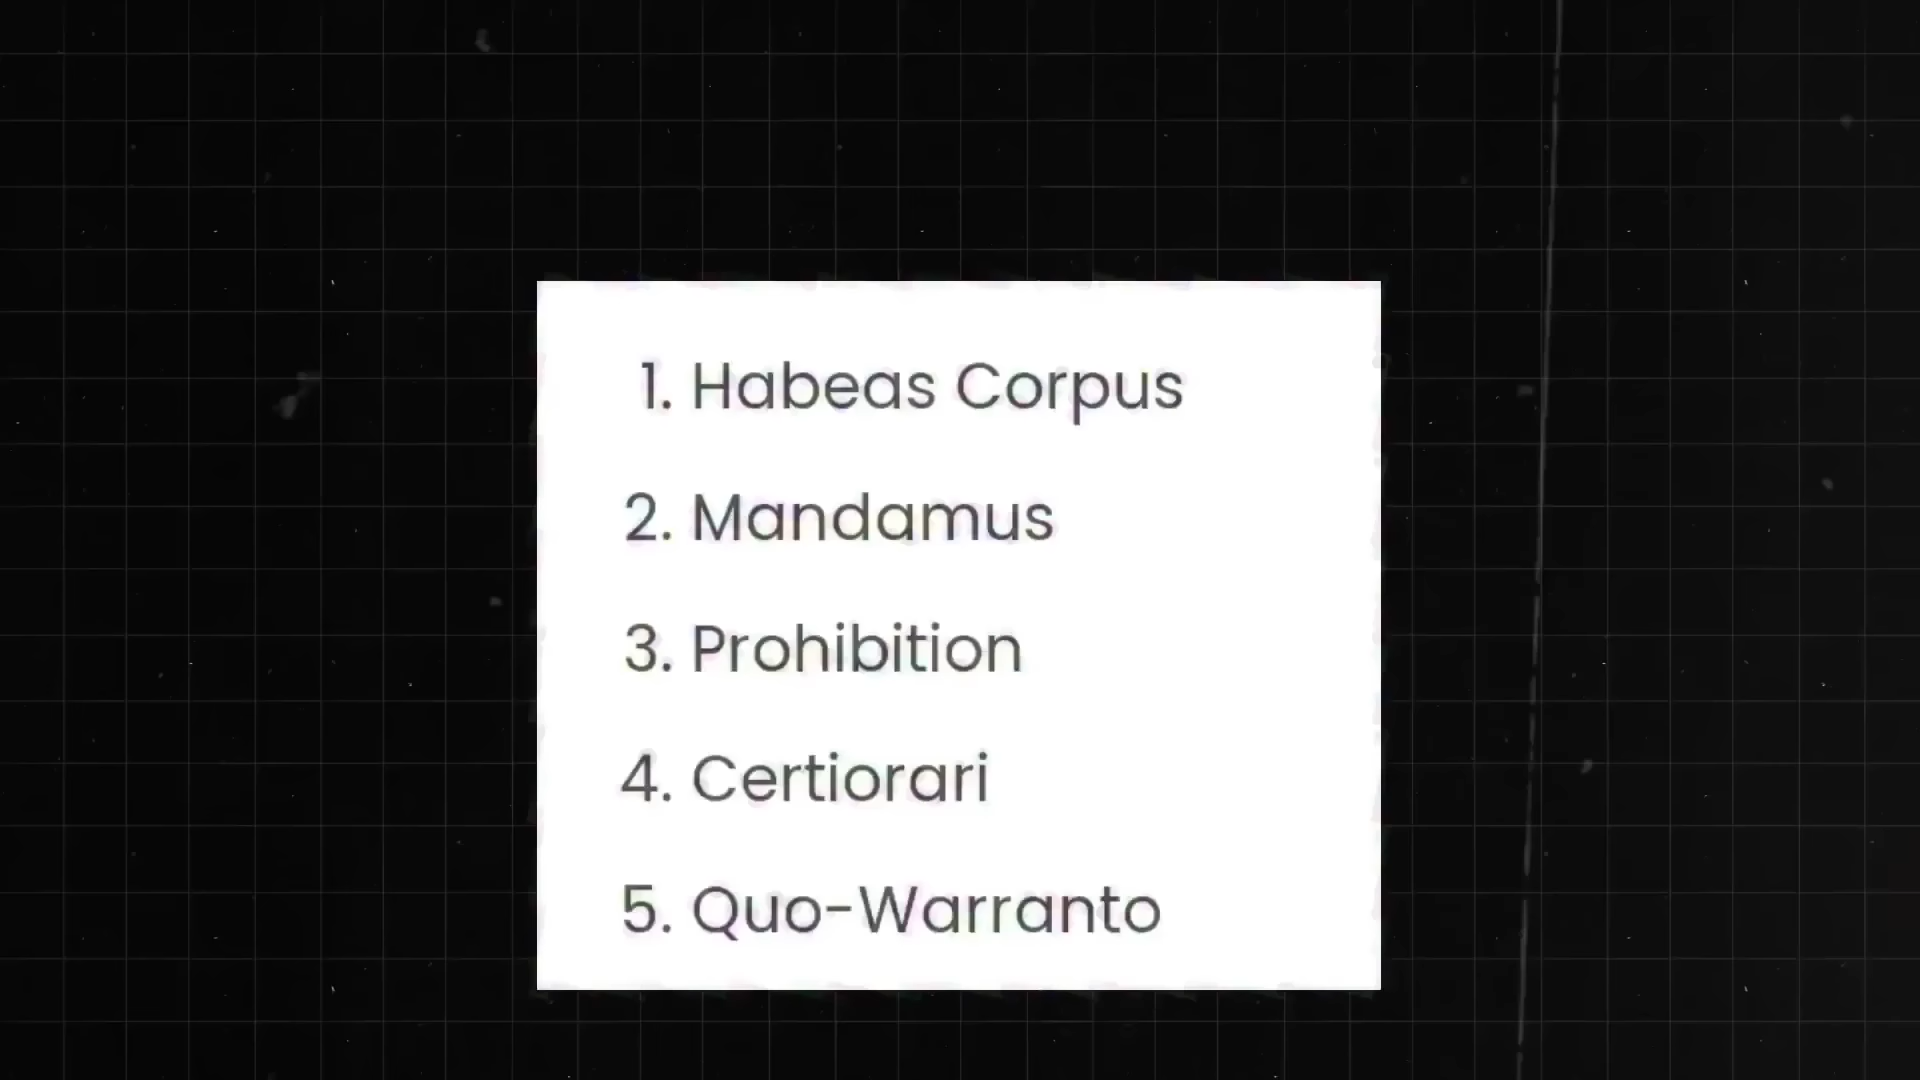 1. Habeas Corpus
2. Mandamus
3. Prohibition
4. Certiorari
5. Quo-Warranto